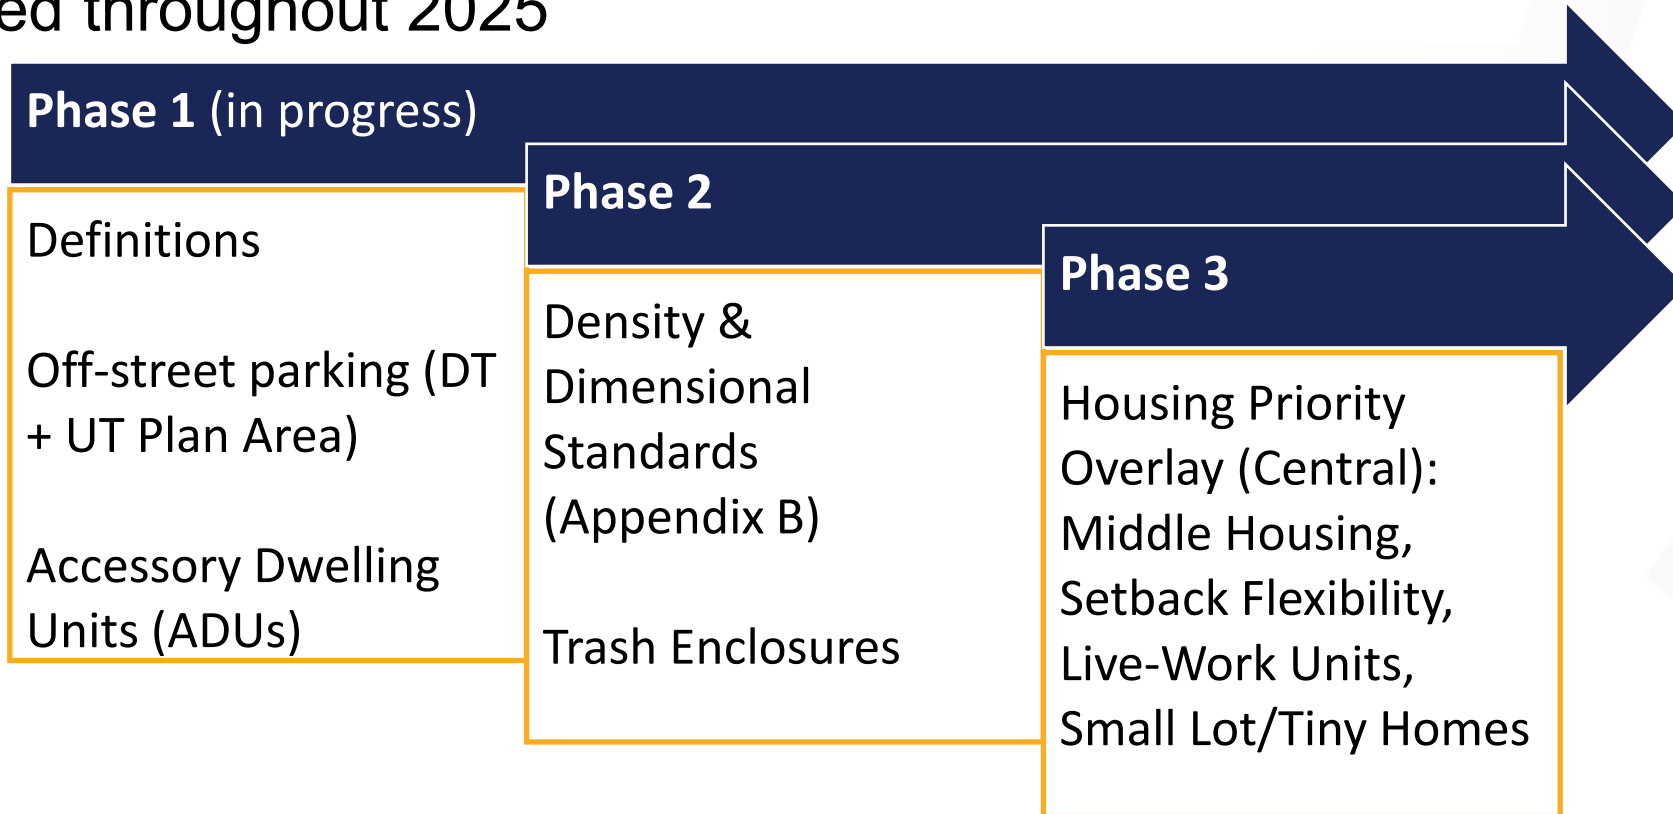 ed throughout 2025
Phase 1 (in progress)
Definitions
Off-street parking (DT
+ UT Plan Area)
Accessory Dwelling
Units (ADUs)
Phase 2
Density &
Dimensional
Standards
(Appendix B)
Trash Enclosures
Phase 3
Housing Priority
Overlay (Central):
Middle Housing,
Setback Flexibility,
Live-Work Units,
Small Lot/Tiny Homes